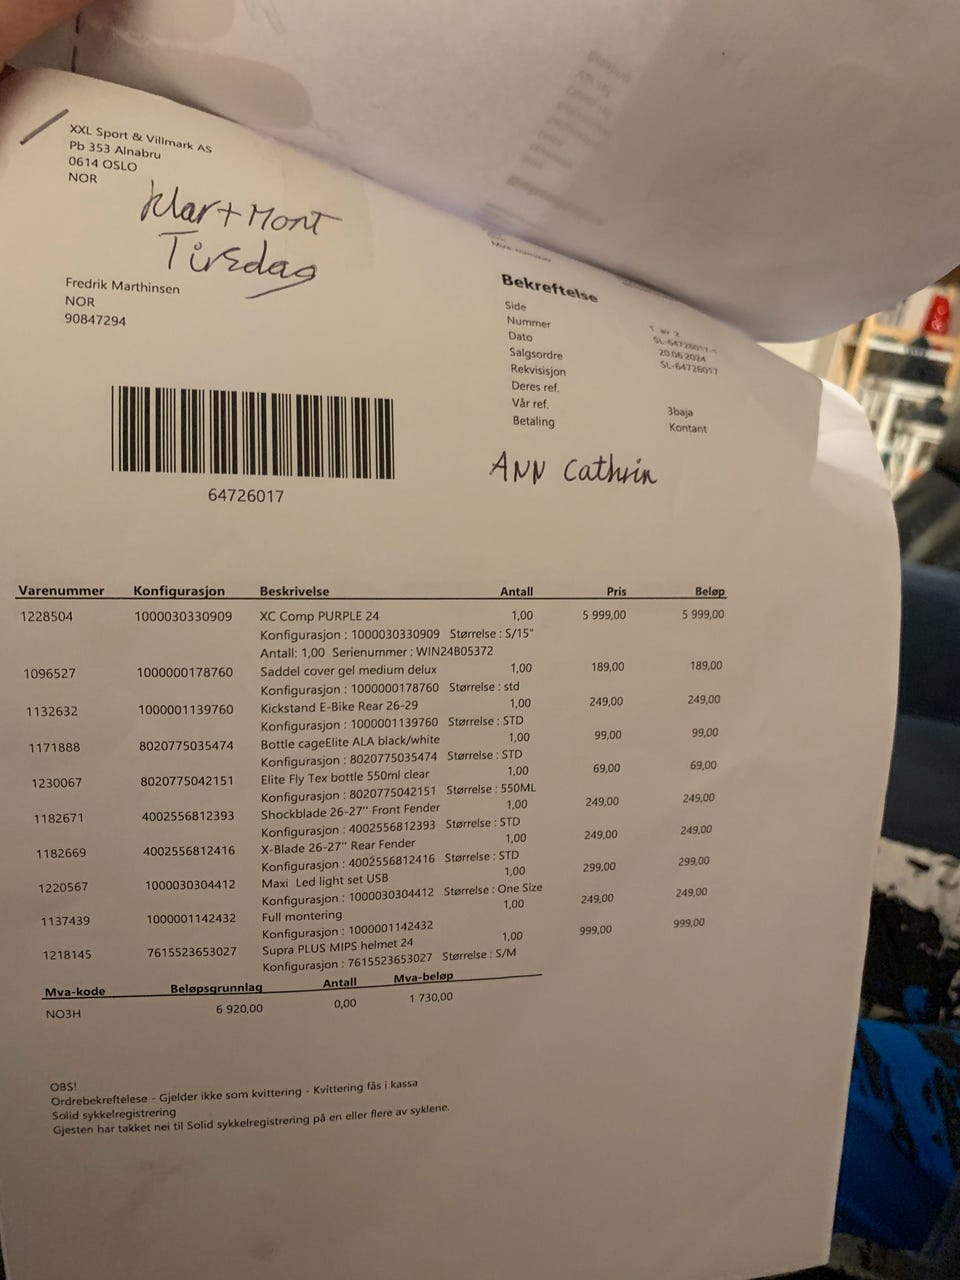 XXL Sport & Villmark AS
Pb 353 Alnabru
0614 OSLO
NOR
Klar + Mont
Tirsdag
Fredrik Marthinsen
NOR
90847294
64726017
Bekreftelse
Side 1 av 2
Nummer SL-64726017-1
Dato 20.06.2024
Salgsordre SL-64726017
Rekvisisjon
Deres ref.
Vår ref. 3baja
Betaling Kontant
ANN Cathrin
Varenummer Konfigurasjon Beskrivelse Antall Pris Beløp
1228504 1000030330909 XC Comp PURPLE 24 1,00 5 999,00 5 999,00
Konfigurasjon : 1000030330909 Størrelse : S/15"
Antall: 1,00 Serienummer : WIN24B05372
1096527 1000000178760 Saddel cover gel medium delux 1,00 189,00 189,00
Konfigurasjon : 1000000178760 Størrelse : std
1132632 1000001139760 Kickstand E-Bike Rear 26-29 1,00 249,00 249,00
Konfigurasjon : 1000001139760 Størrelse : STD
1171888 8020775035474 Bottle cageElite ALA black/white 1,00 99,00 99,00
Konfigurasjon : 8020775035474 Størrelse : STD
1230067 8020775042151 Elite Fly Tex bottle 550ml clear 1,00 69,00 69,00
Konfigurasjon : 8020775042151 Størrelse : 550ML
1182671 4002556812393 Shockblade 26-27" Front Fender 1,00 249,00 249,00
Konfigurasjon : 4002556812393 Størrelse : STD
1182669 4002556812416 X-Blade 26-27" Rear Fender 1,00 249,00 249,00
Konfigurasjon : 4002556812416 Størrelse : STD
1220567 1000030304412 Maxi Led light set USB 1,00 299,00 299,00
Konfigurasjon : 1000030304412 Størrelse : One Size
1137439 1000001142432 Full montering 1,00 249,00 249,00
Konfigurasjon : 1000001142432
1218145 7615523653027 Supra PLUS MIPS helmet 24 1,00 999,00 999,00
Konfigurasjon : 7615523653027 Størrelse : S/M
Mva-kode Beløpsgrunnlag Antall Mva-beløp
NO3H 6 920,00 0,00 1 730,00
OBS!
Ordrebekreftelese - Gjelder ikke som kvittering - Kvittering fås i kassa
Solid sykkelregistrering
Gjesten har takket nei til Solid sykkelregistrering på en eller flere av syklene.